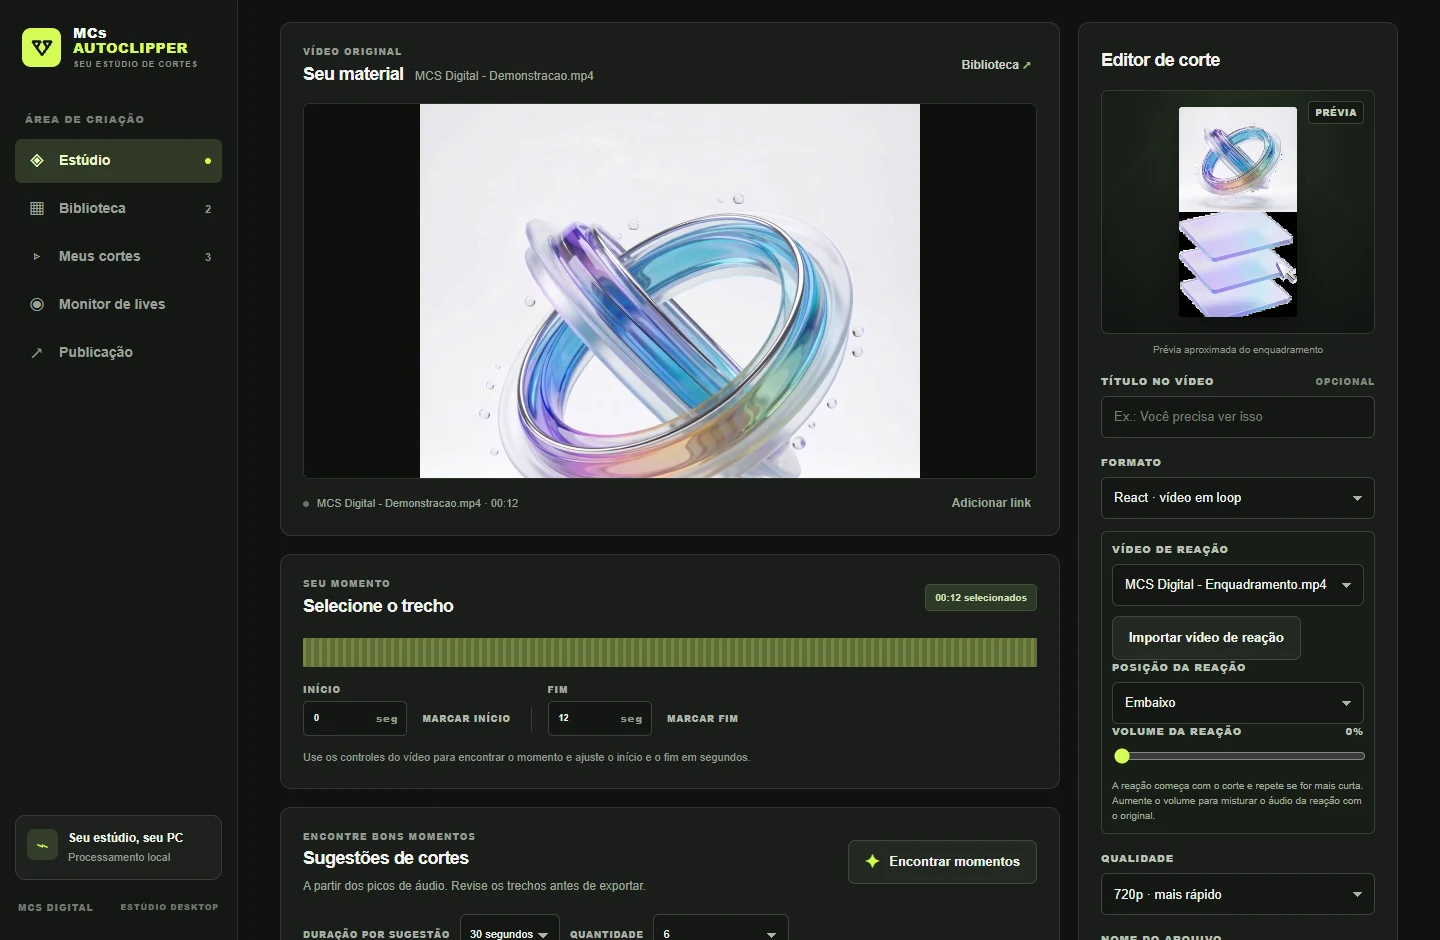 MCs
AUTOCLIPPER
SEU ESTÚDIO DE CORTES
ÁREA DE CRIAÇÃO
Estúdio
Biblioteca 2
Meus cortes 3
Monitor de lives
Publicação
Seu estúdio, seu PC
Processamento local
MCS DIGITAL ESTÚDIO DESKTOP
VÍDEO ORIGINAL
Seu material MCS Digital - Demonstracao.mp4
Biblioteca ↗
MCS Digital - Demonstracao.mp4 · 00:12
Adicionar link
SEU MOMENTO
Selecione o trecho
00:12 selecionados
INÍCIO
0 seg
MARCAR INÍCIO
FIM
12 seg
MARCAR FIM
Use os controles do vídeo para encontrar o momento e ajuste o início e o fim em segundos.
ENCONTRE BONS MOMENTOS
Sugestões de cortes
A partir dos picos de áudio. Revise os trechos antes de exportar.
Encontrar momentos
DURAÇÃO POR SUGESTÃO 30 segundos QUANTIDADE 6
Editor de corte
PRÉVIA
Prévia aproximada do enquadramento
TÍTULO NO VÍDEO OPCIONAL
Ex.: Você precisa ver isso
FORMATO
React · vídeo em loop
VÍDEO DE REAÇÃO
MCS Digital - Enquadramento.mp4
Importar vídeo de reação
POSIÇÃO DA REAÇÃO
Embaixo
VOLUME DA REAÇÃO 0%
A reação começa com o corte e repete se for mais curta.
Aumente o volume para misturar o áudio da reação com
o original.
QUALIDADE
720p · mais rápido
NOME DO ARQUIVO